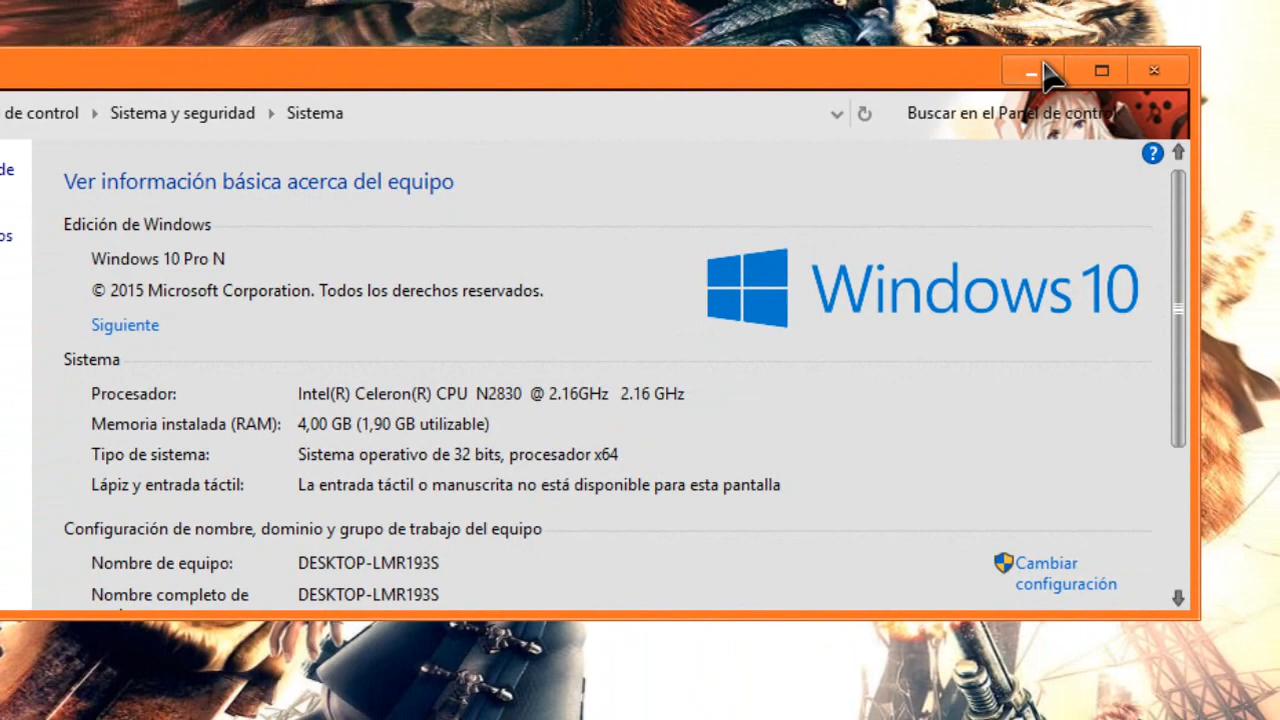 de control ▸ Sistema y seguridad ▸ Sistema
Buscar en el Panel de control
de
os
Ver información básica acerca del equipo
Edición de Windows
Windows 10 Pro N
© 2015 Microsoft Corporation. Todos los derechos reservados.
Siguiente
Windows 10
Sistema
Procesador: Intel(R) Celeron(R) CPU N2830 @ 2.16GHz 2.16 GHz
Memoria instalada (RAM): 4,00 GB (1,90 GB utilizable)
Tipo de sistema: Sistema operativo de 32 bits, procesador x64
Lápiz y entrada táctil: La entrada táctil o manuscrita no está disponible para esta pantalla
Configuración de nombre, dominio y grupo de trabajo del equipo
Nombre de equipo: DESKTOP-LMR193S
Cambiar
configuración
Nombre completo de DESKTOP-LMR193S